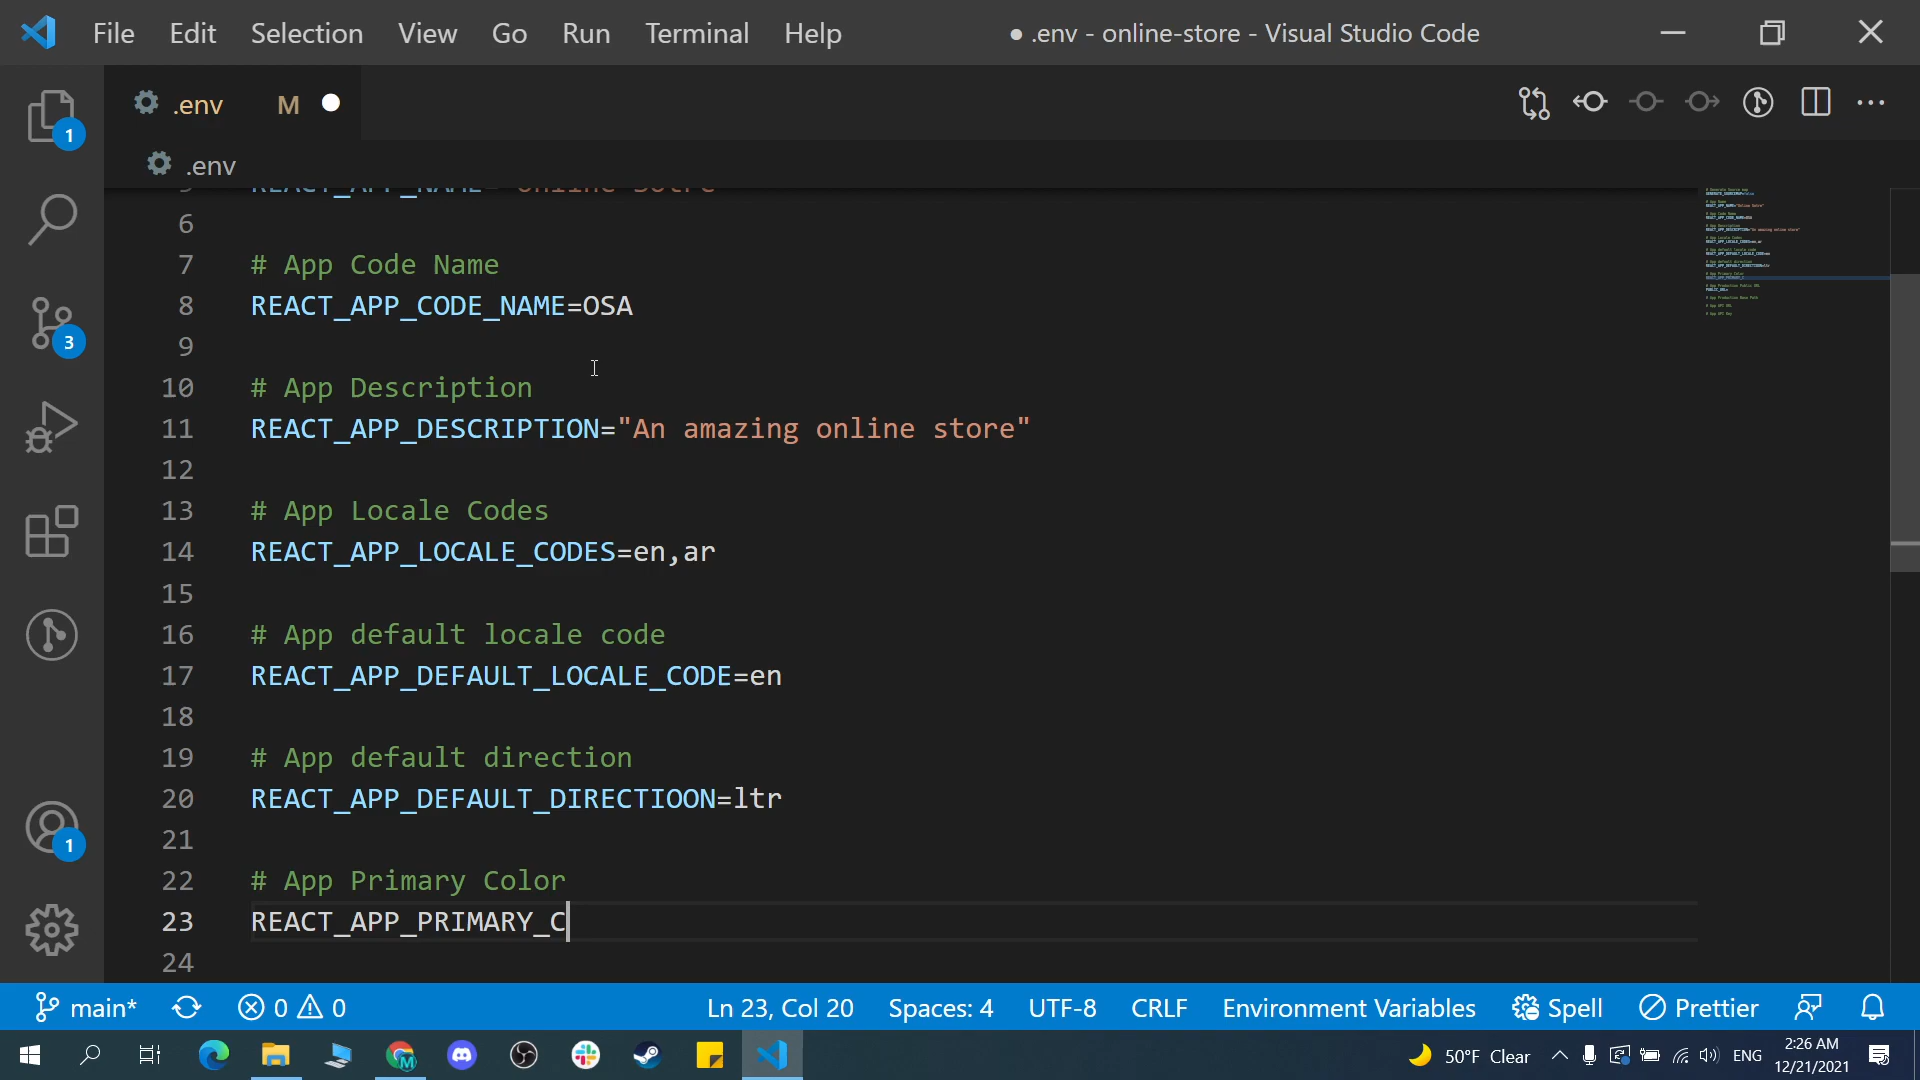 File Edit Selection View Go Run Terminal Help
● .env - online-store - Visual Studio Code
.env M
.env
6
7 # App Code Name
8 REACT_APP_CODE_NAME=OSA
9
10 # App Description
11 REACT_APP_DESCRIPTION="An amazing online store"
12
13 # App Locale Codes
14 REACT_APP_LOCALE_CODES=en,ar
15
16 # App default locale code
17 REACT_APP_DEFAULT_LOCALE_CODE=en
18
19 # App default direction
20 REACT_APP_DEFAULT_DIRECTIOON=ltr
21
22 # App Primary Color
23 REACT_APP_PRIMARY_C
24
1
3
1
main* 0 0 Ln 23, Col 20 Spaces: 4 UTF-8 CRLF Environment Variables Spell Prettier
50°F Clear ENG 2:26 AM
12/21/2021